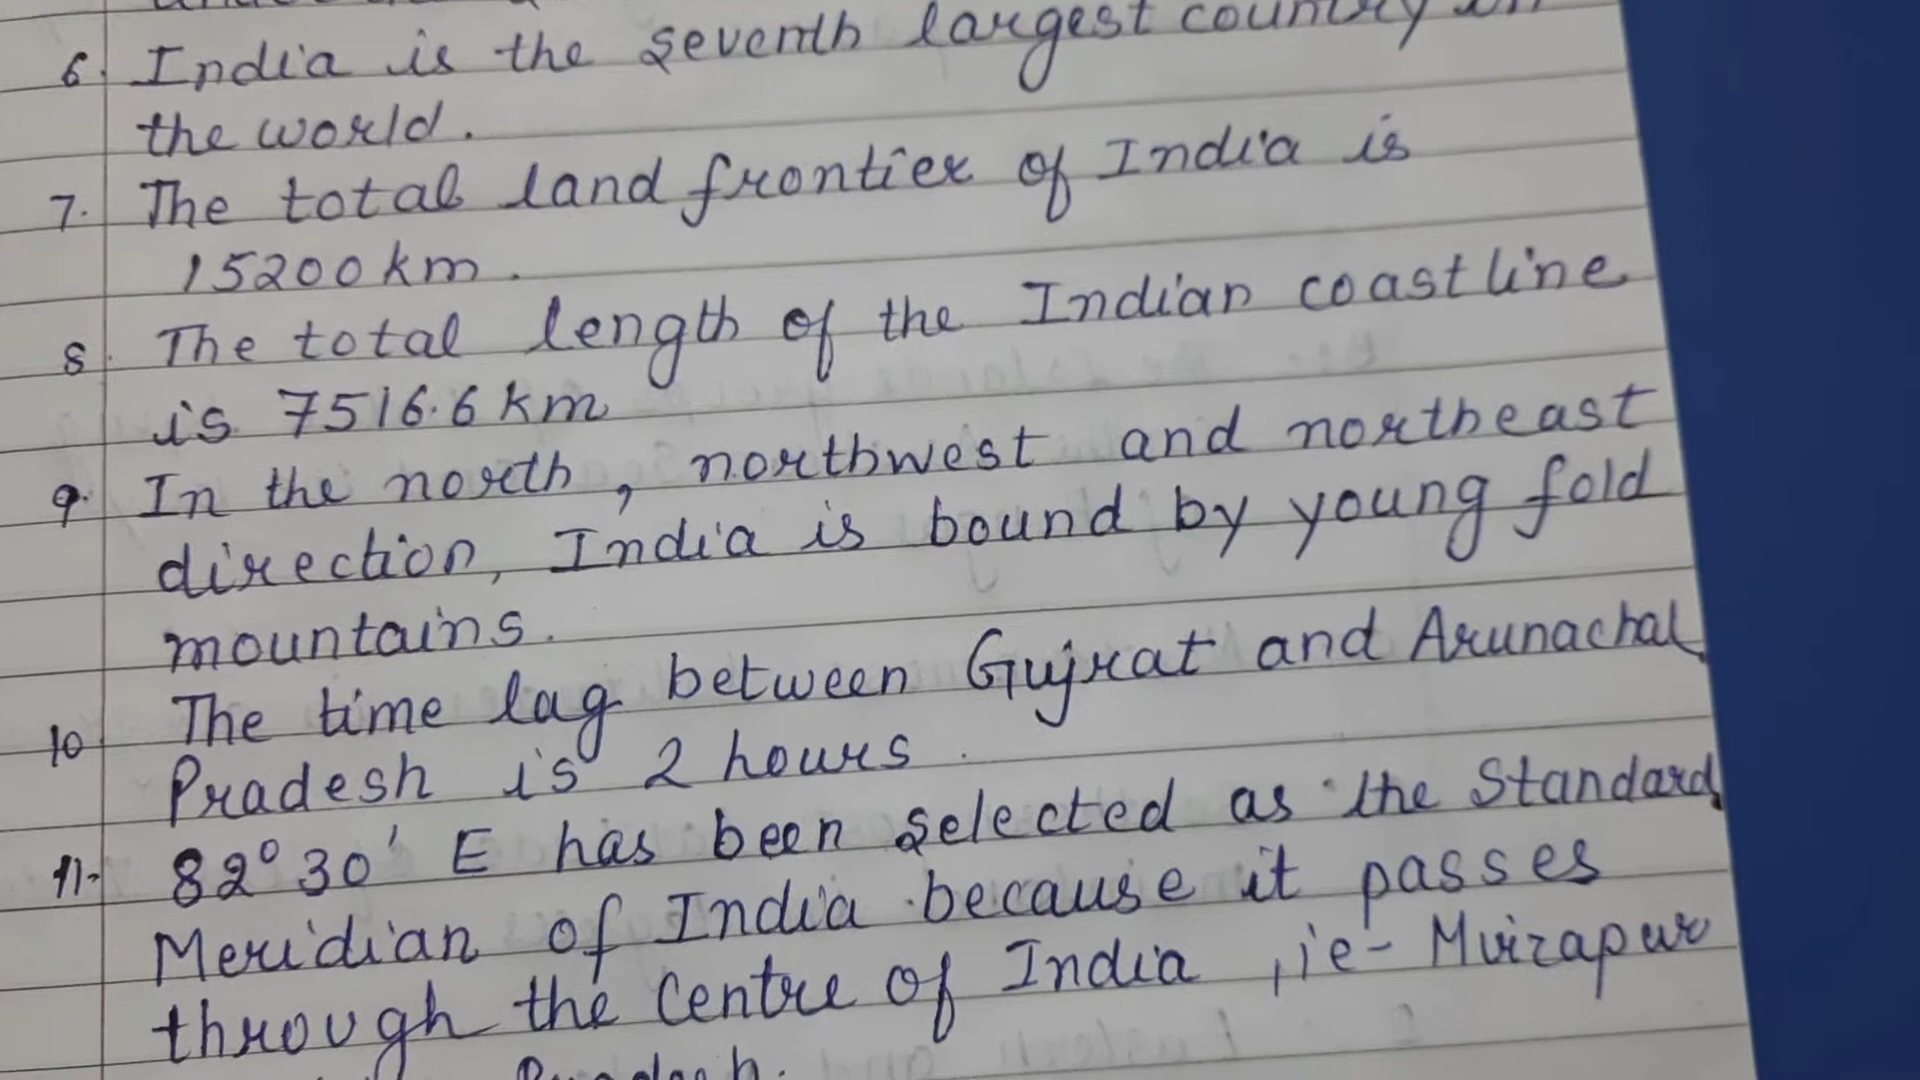 6. India is the seventh largest country in
the world.
7. The total land frontier of India is
15200 km.
8. The total length of the Indian coastline
is 7516.6 km
9. In the north, northwest and northeast
direction, India is bound by young fold
mountains.
10 The time lag between Gujrat and Arunachal
Pradesh is 2 hours.
11- 82° 30' E has been selected as the Standard
Meridian of India because it passes
through the Centre of India, ie- Mirzapur
Pradesh.